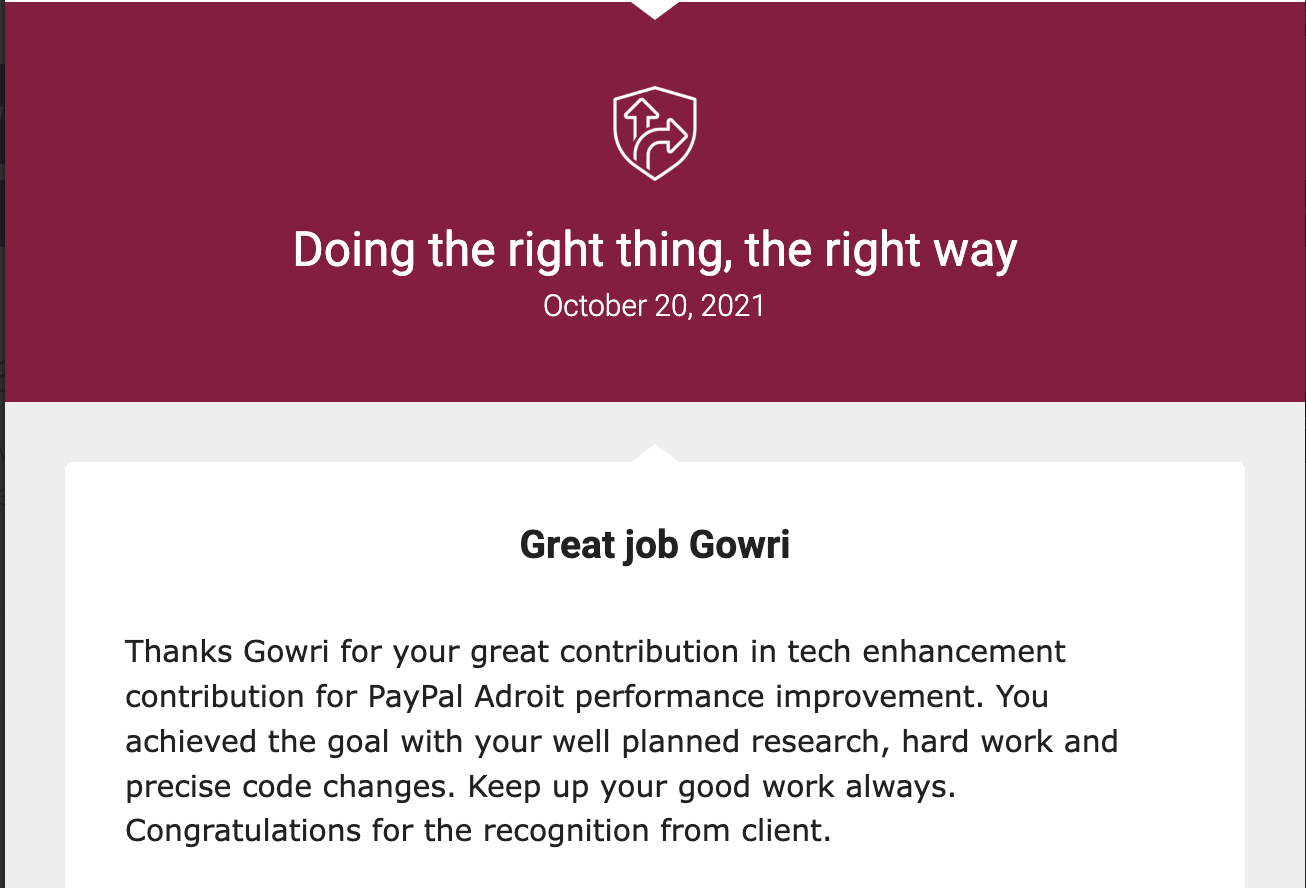 Doing the right thing, the right way
October 20, 2021
Great job Gowri
Thanks Gowri for your great contribution in tech enhancement
contribution for PayPal Adroit performance improvement. You
achieved the goal with your well planned research, hard work and
precise code changes. Keep up your good work always.
Congratulations for the recognition from client.